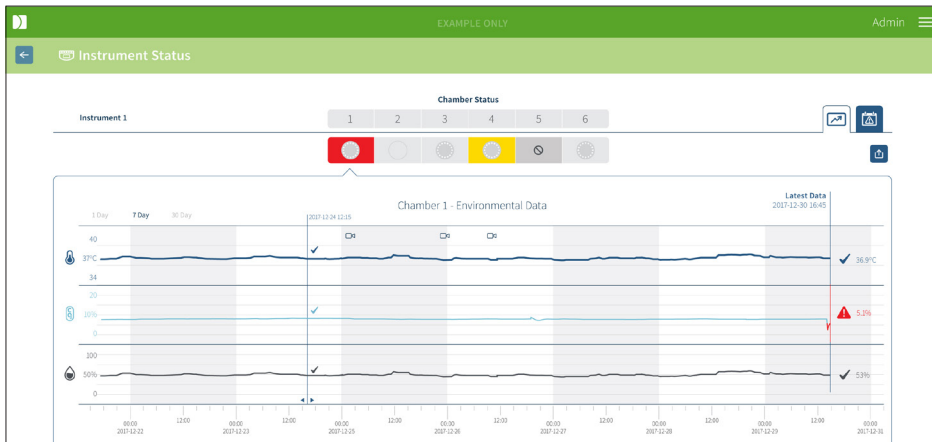 EXAMPLE ONLY
Admin
Instrument Status
Chamber Status
Instrument 1
1 2 3 4 5 6
Latest Data
2017-12-30 16:45
Chamber 1 - Environmental Data
1 Day 7 Day 30 Day
2017-12-24 12:15
40
37°C
34
36.9°C
20
10%
0
5.1%
100
50%
0
53%
00:00 12:00 00:00 12:00 00:00 12:00 00:00 12:00 00:00 12:00 00:00 12:00 00:00 12:00 00:00
2017-12-22 2017-12-23 2017-12-25 2017-12-26 2017-12-27 2017-12-28 2017-12-29 2017-12-31